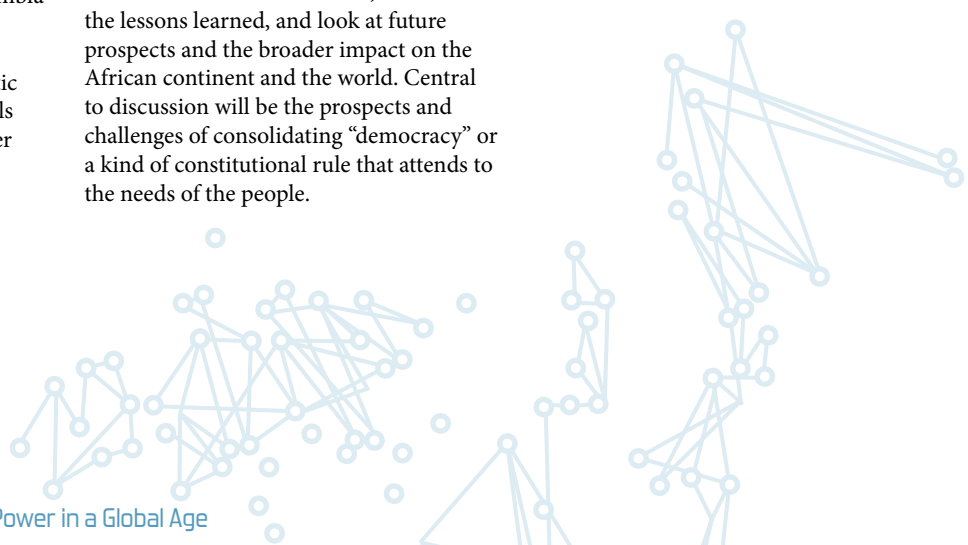 the lessons learned, and look at future
prospects and the broader impact on the
African continent and the world. Central
to discussion will be the prospects and
challenges of consolidating “democracy” or
a kind of constitutional rule that attends to
the needs of the people.
Power in a Global Age